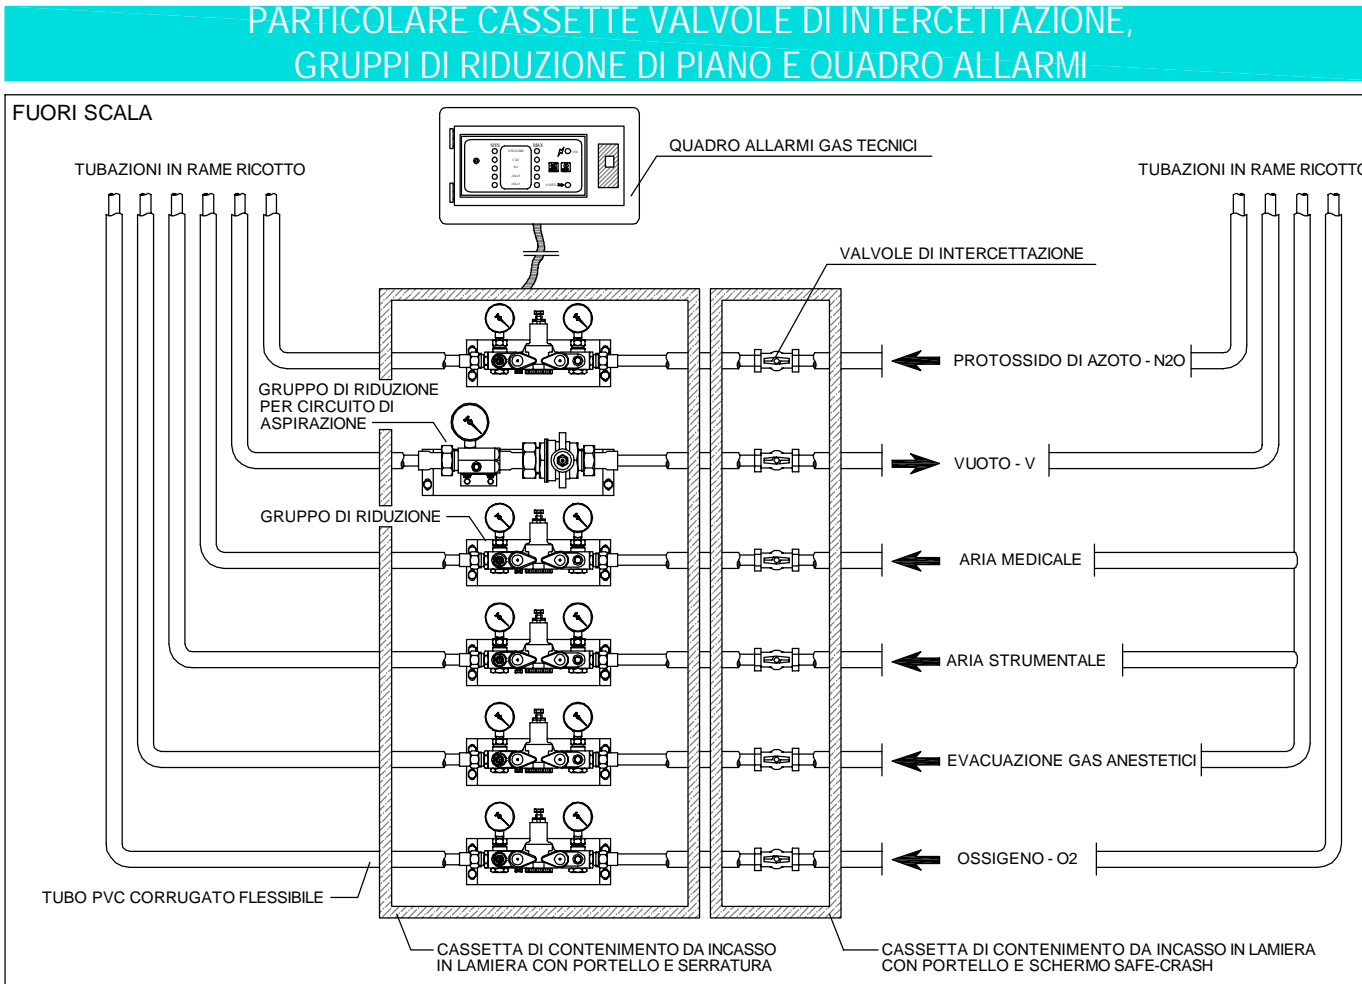 PARTICOLARE CASSETTE VALVOLE DI INTERCETTAZIONE,
GRUPPI DI RIDUZIONE DI PIANO E QUADRO ALLARMI
FUORI SCALA
TUBAZIONI IN RAME RICOTTO
MIN
MAX
QUADRO ALLARMI GAS TECNICI
TUBAZIONI IN RAME RICOTTO
VALVOLE DI INTERCETTAZIONE
PROTOSSIDO DI AZOTO - N2O
GRUPPO DI RIDUZIONE
PER CIRCUITO DI
ASPIRAZIONE
VUOTO - V
GRUPPO DI RIDUZIONE
ARIA MEDICALE
ARIA STRUMENTALE
EVACUAZIONE GAS ANESTETICI
OSSIGENO - O2
TUBO PVC CORRUGATO FLESSIBILE
CASSETTA DI CONTENIMENTO DA INCASSO
IN LAMIERA CON PORTELLO E SERRATURA
CASSETTA DI CONTENIMENTO DA INCASSO IN LAMIERA
CON PORTELLO E SCHERMO SAFE-CRASH